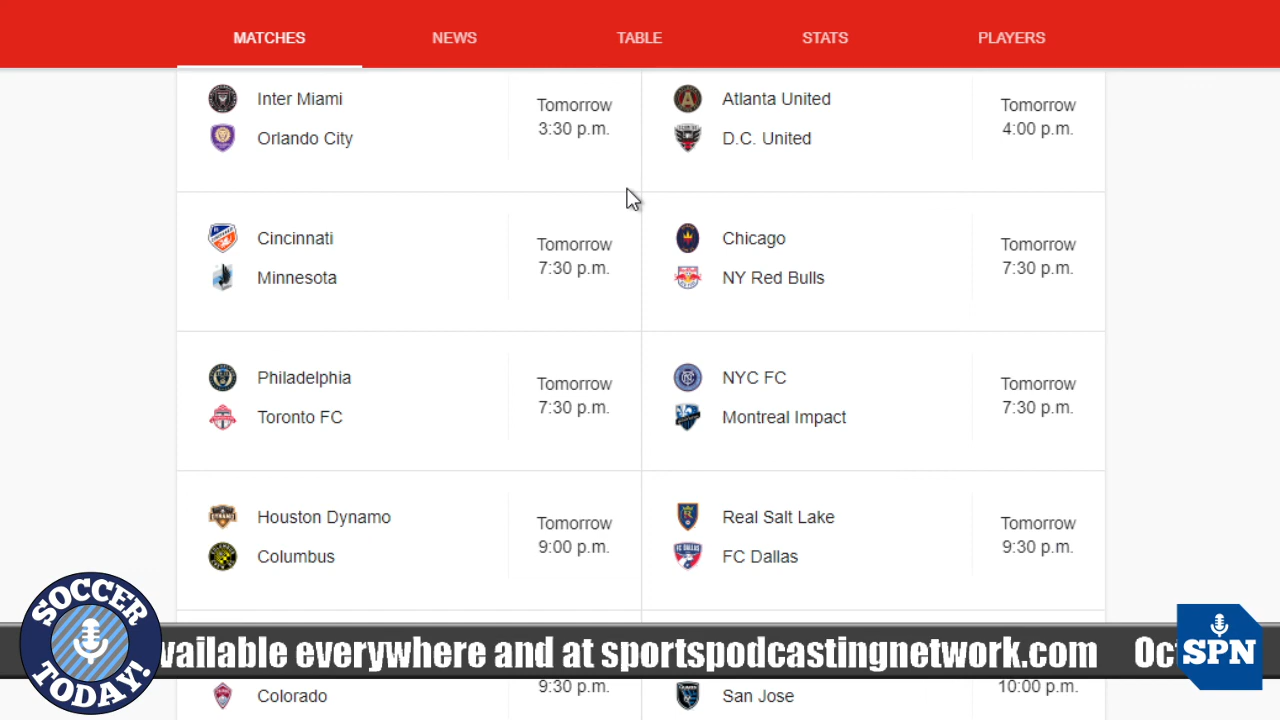 MATCHES NEWS TABLE STATS PLAYERS
Inter Miami
Orlando City
Tomorrow
3:30 p.m.
Atlanta United
D.C. United
Tomorrow
4:00 p.m.
Cincinnati
Minnesota
Tomorrow
7:30 p.m.
Chicago
NY Red Bulls
Tomorrow
7:30 p.m.
Philadelphia
Toronto FC
Tomorrow
7:30 p.m.
NYC FC
Montreal Impact
Tomorrow
7:30 p.m.
Houston Dynamo
Columbus
Tomorrow
9:00 p.m.
Real Salt Lake
FC Dallas
Tomorrow
9:30 p.m.
SOCCER
TODAY!
vailable everywhere and at sportspodcastingnetwork.com Oc
SPN
Colorado
9:30 p.m.
San Jose
10:00 p.m.